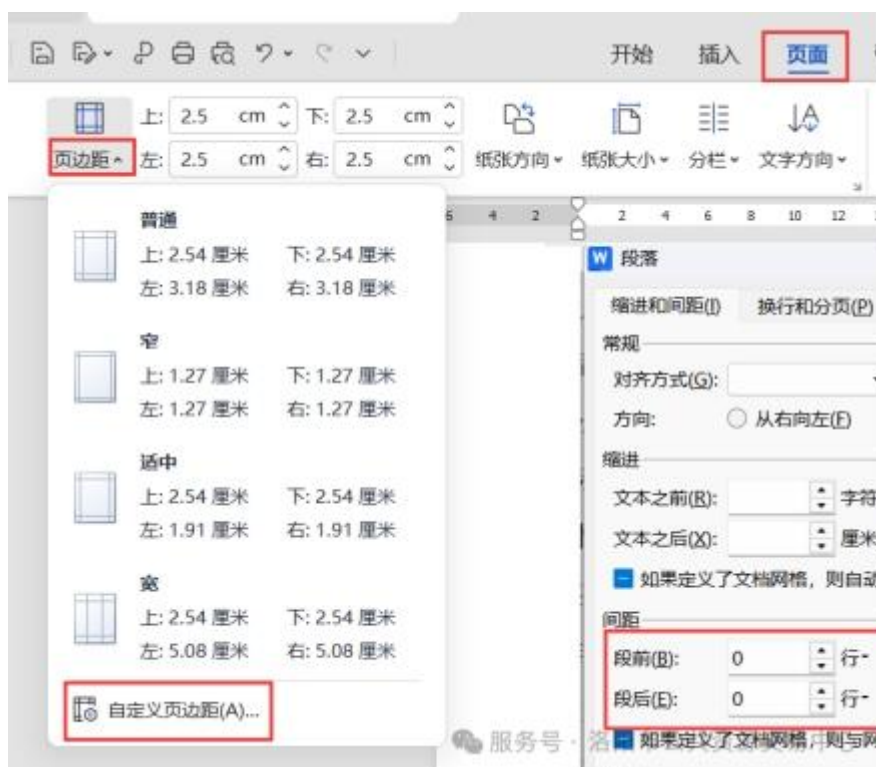 开始 插入 页面
上: 2.5 cm 下: 2.5 cm
页边距 左: 2.5 cm 右: 2.5 cm 纸张方向 纸张大小 分栏 文字方向
普通
上: 2.54 厘米 下: 2.54 厘米
左: 3.18 厘米 右: 3.18 厘米
窄
上: 1.27 厘米 下: 1.27 厘米
左: 1.27 厘米 右: 1.27 厘米
适中
上: 2.54 厘米 下: 2.54 厘米
左: 1.91 厘米 右: 1.91 厘米
宽
上: 2.54 厘米 下: 2.54 厘米
左: 5.08 厘米 右: 5.08 厘米
自定义页边距(A)...
6 4 2 2 4 6 8 10 12
W 段落
缩进和间距(I) 换行和分页(P)
常规
对齐方式(G):
方向: 从右向左(F)
缩进
文本之前(R): 字符
文本之后(X): 厘米
如果定义了文档网格，则自动
间距
段前(B): 0 行
段后(E): 0 行
如果定义了文档网格，则与网
服务号 · 洛